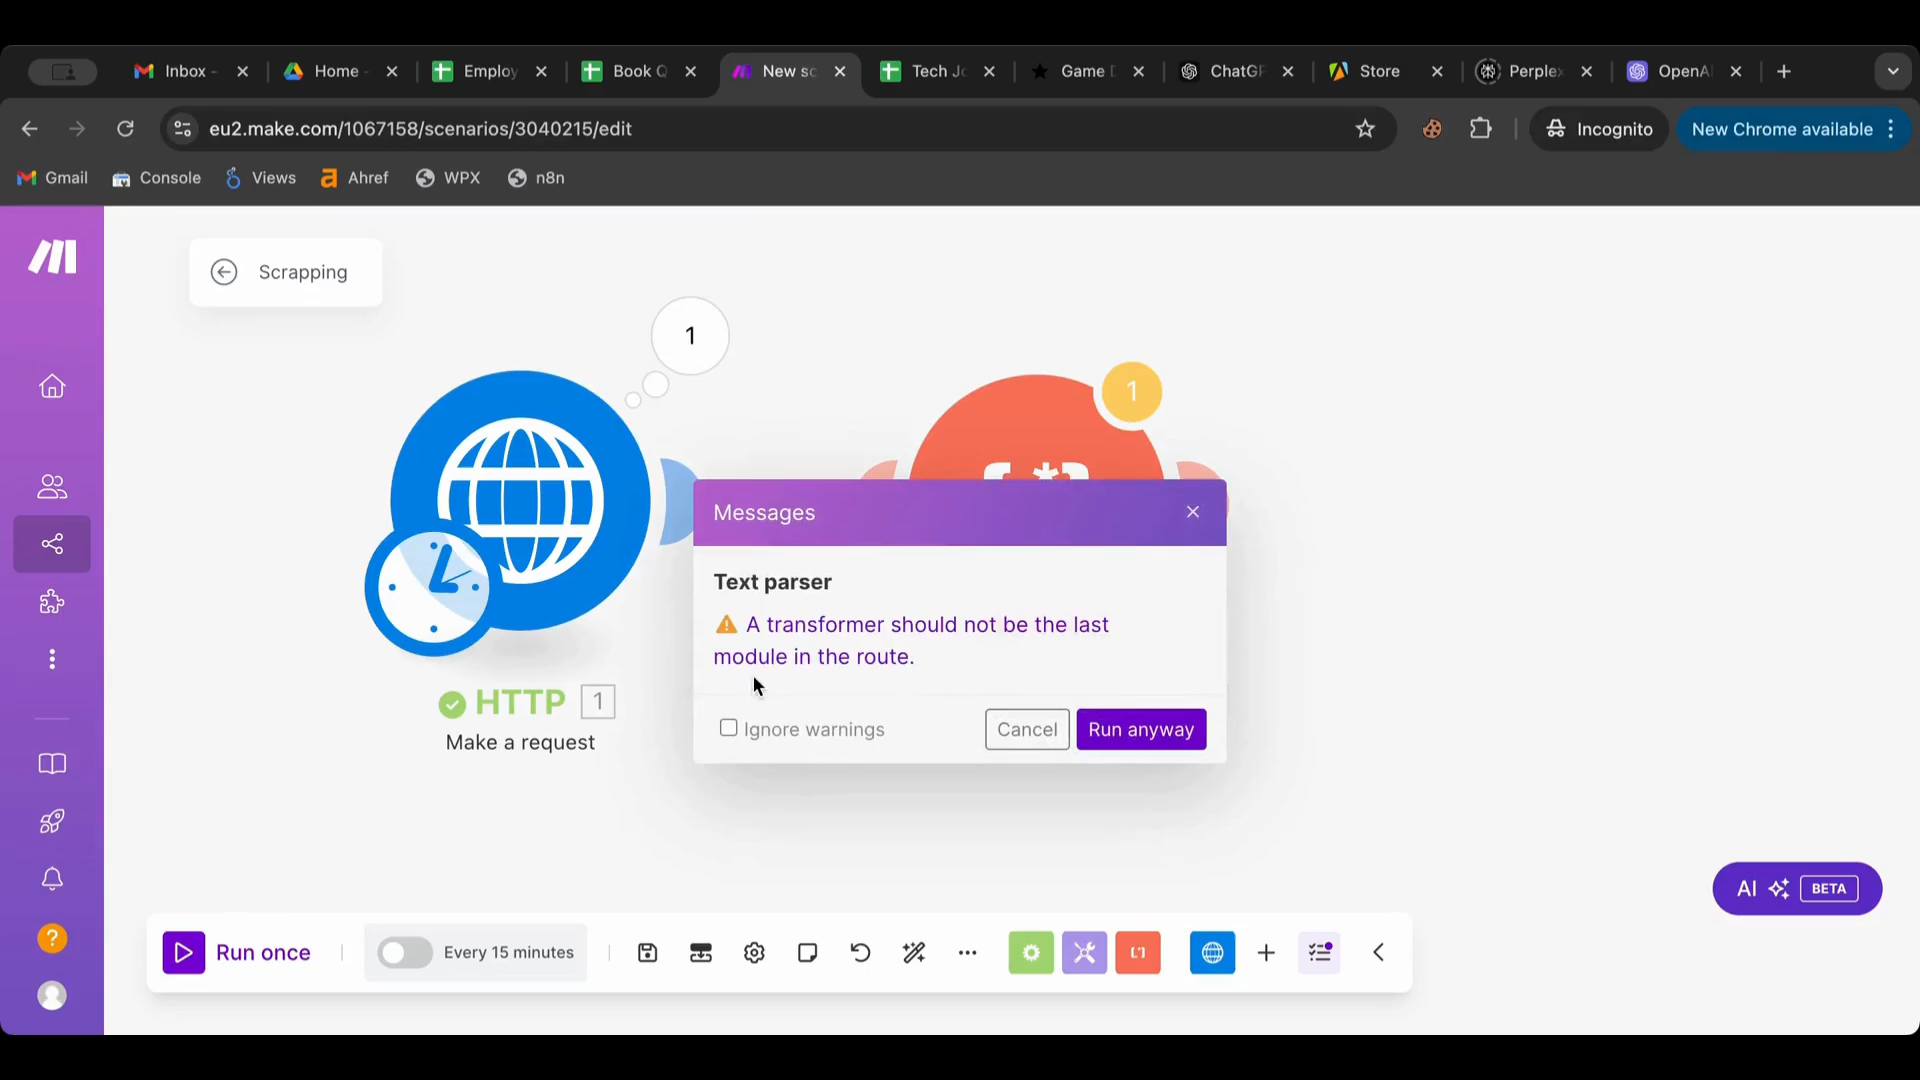 Inbox -
Home -
Employ
Book Q
New sc
Tech Jo
Game D
ChatGP
Store
Perplex
OpenAI
eu2.make.com/1067158/scenarios/3040215/edit
Incognito
New Chrome available
Gmail
Console
Views
Ahref
WPX
n8n
Scrapping
1
1
Messages
Text parser
A transformer should not be the last
module in the route.
Ignore warnings
Cancel
Run anyway
HTTP 1
Make a request
AI BETA
Run once
Every 15 minutes